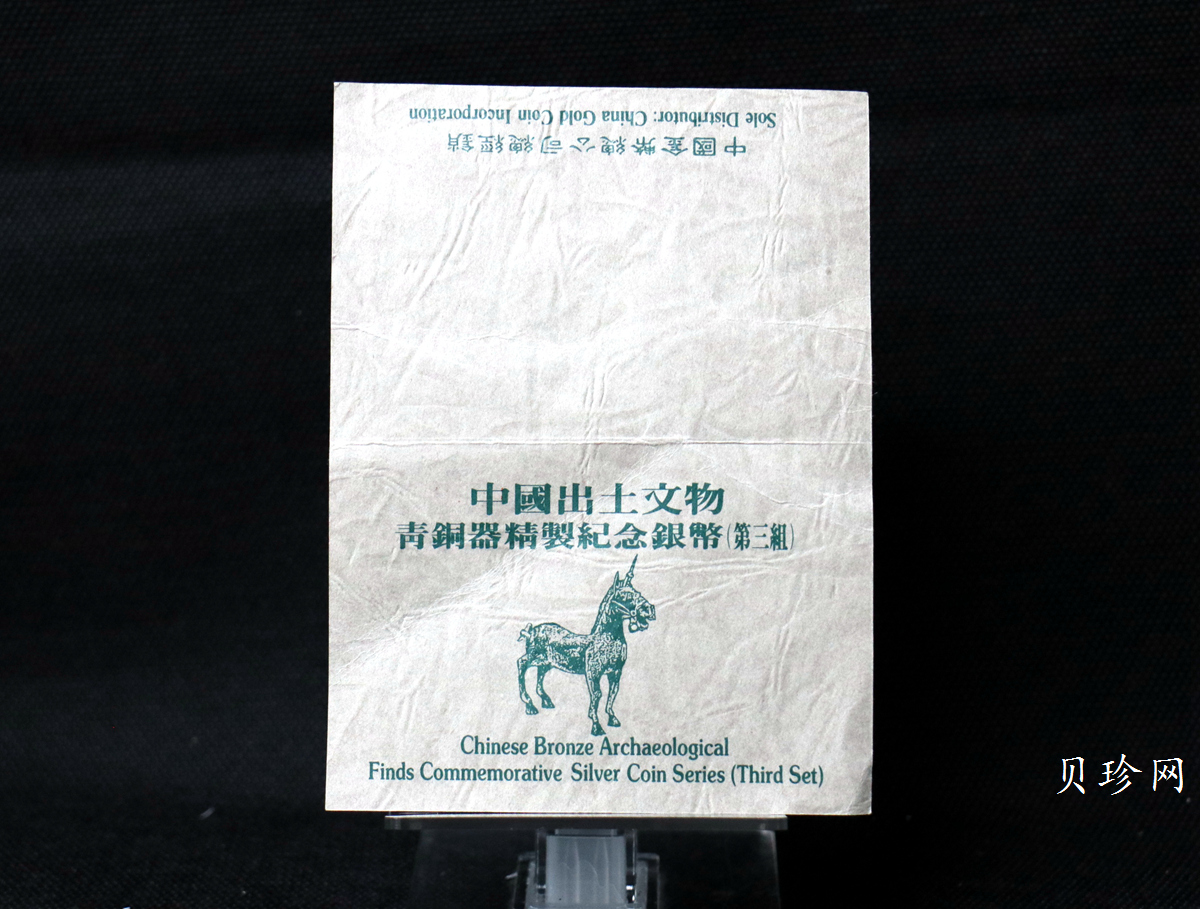 Sole Distributor: China Gold Coin Incorporation
中國金幣總公司總經銷
中國出土文物
青銅器精製紀念銀幣(第三組)
Chinese Bronze Archaeological
Finds Commemorative Silver Coin Series (Third Set)
贝珍网